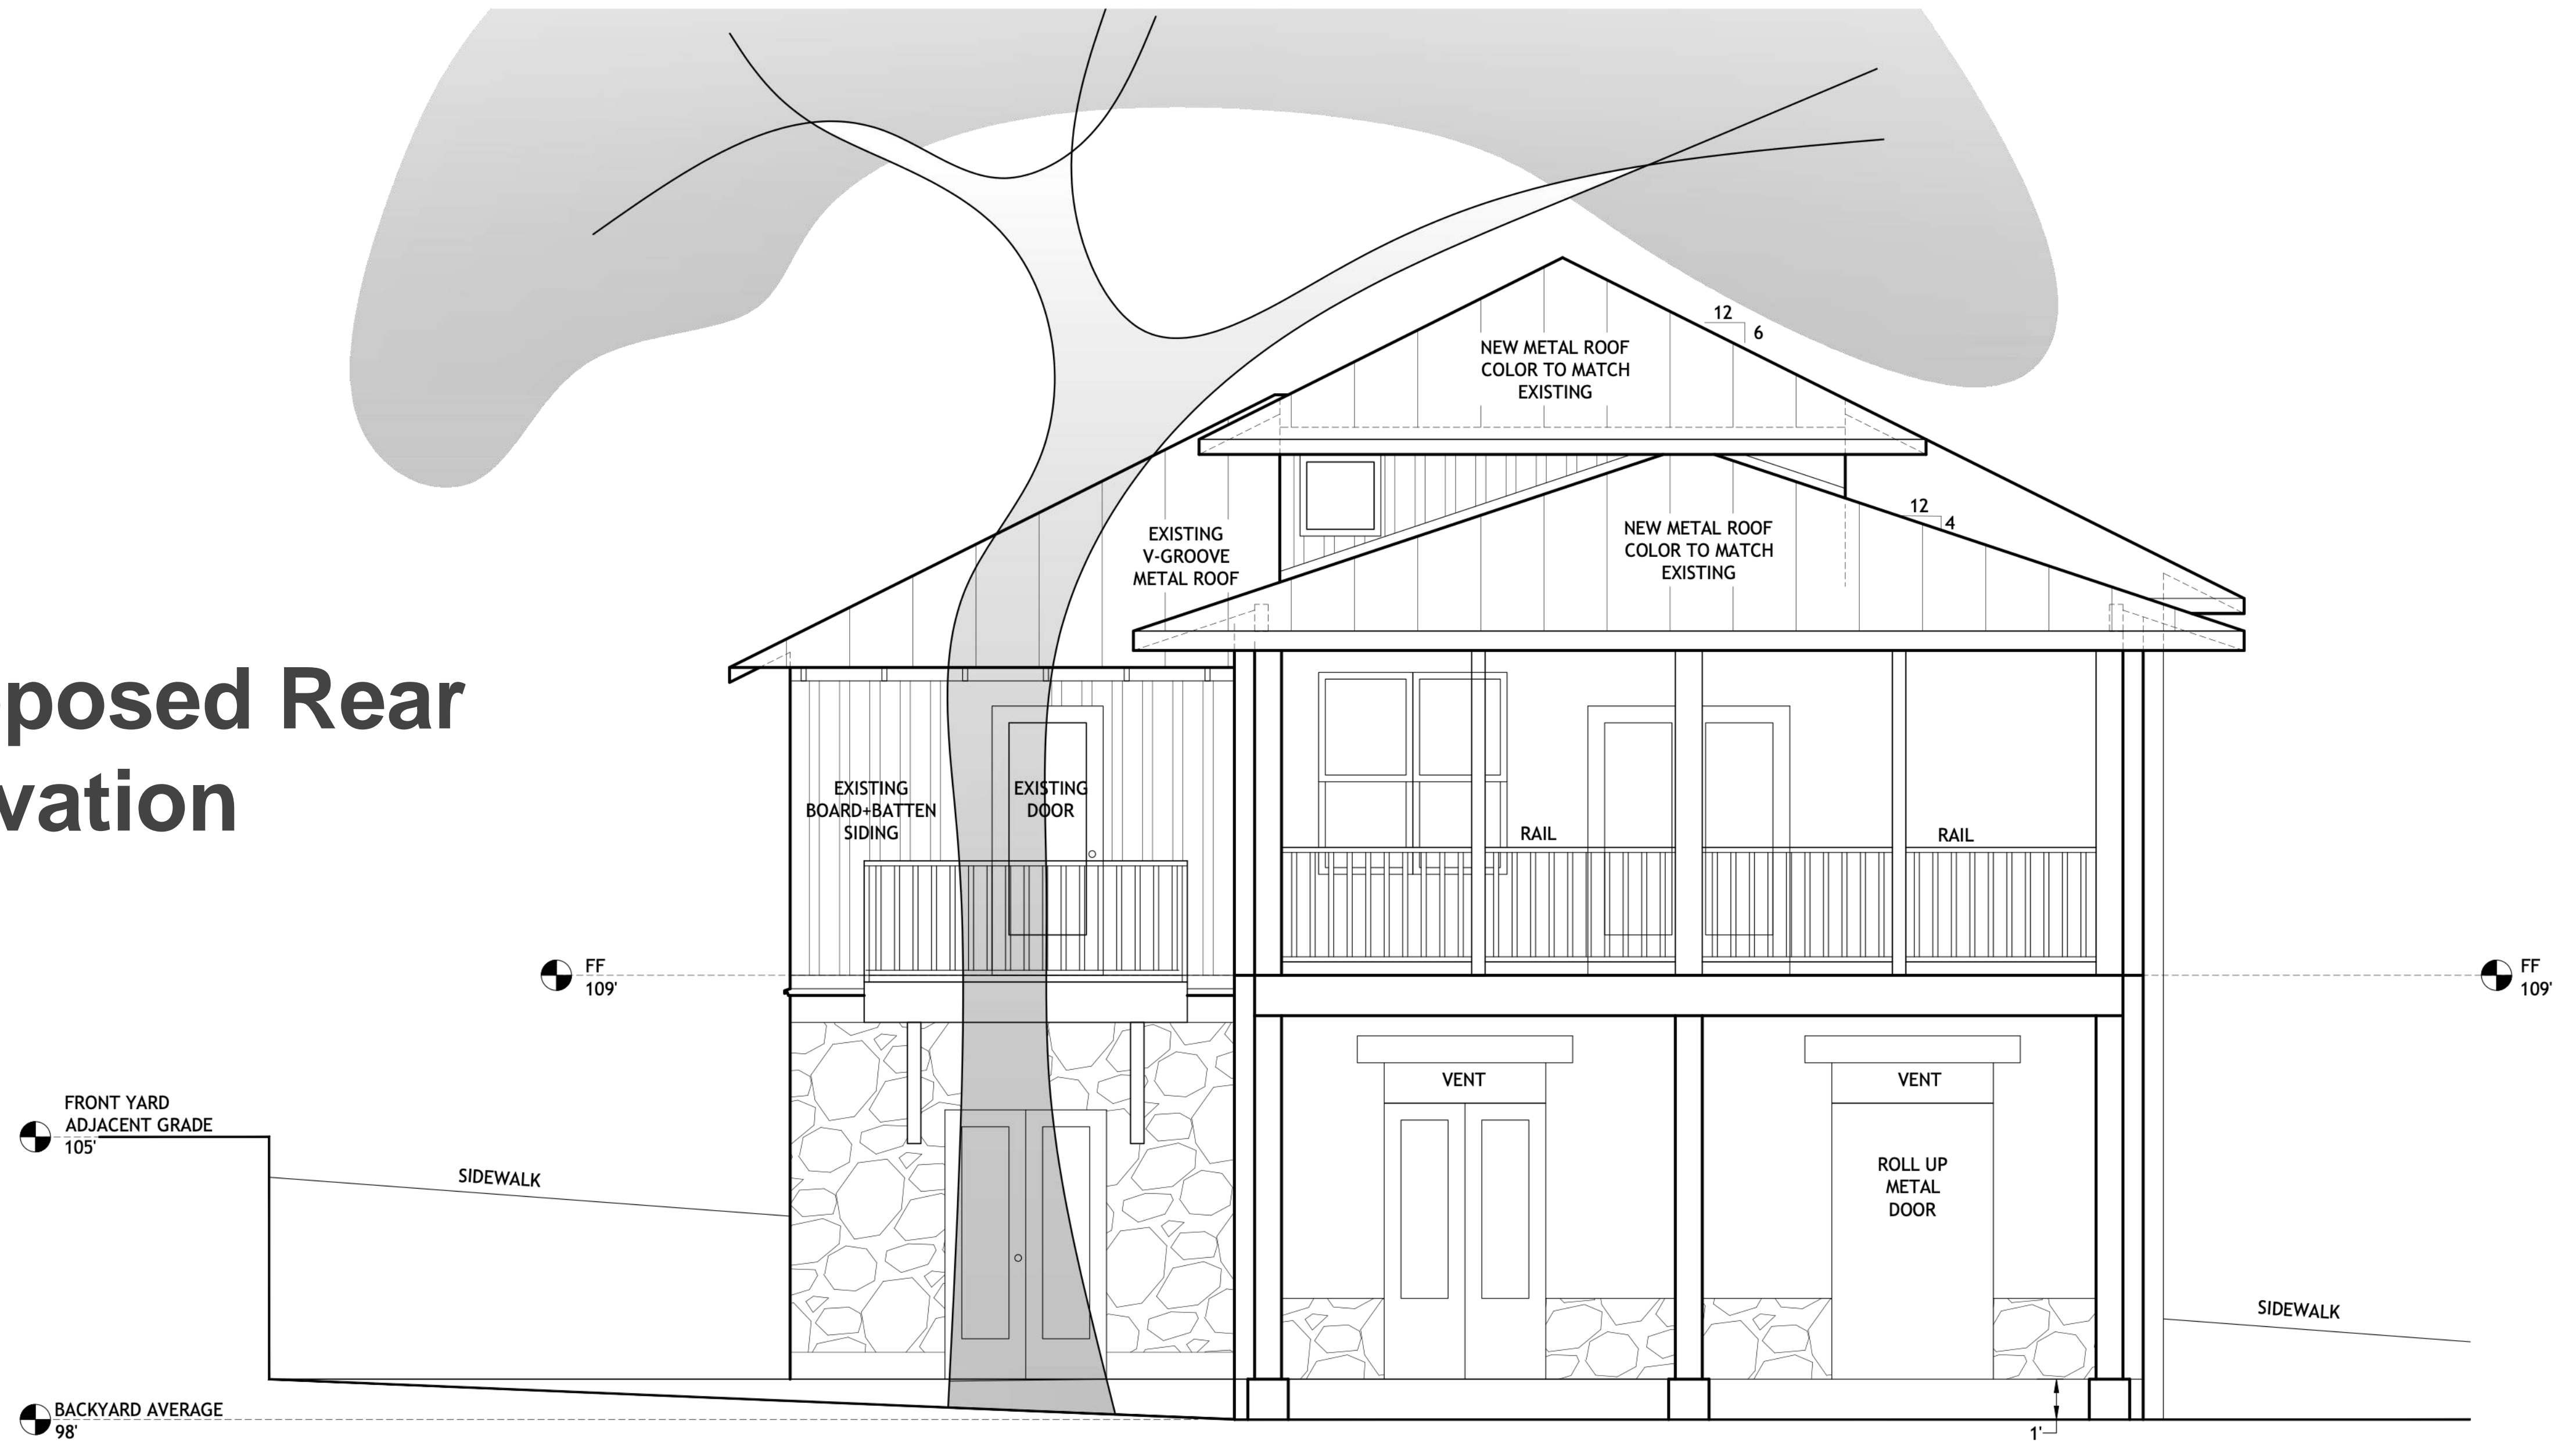 12
6
NEW METAL ROOF
COLOR TO MATCH
EXISTING
12
4
EXISTING
V-GROOVE
METAL ROOF
NEW METAL ROOF
COLOR TO MATCH
EXISTING
posed Rear
vation
EXISTING
BOARD+BATTEN
SIDING
EXISTING
DOOR
RAIL
RAIL
FF
109'
FF
109'
VENT
VENT
FRONT YARD
ADJACENT GRADE
105'
SIDEWALK
ROLL UP
METAL
DOOR
SIDEWALK
BACKYARD AVERAGE
98'
1'